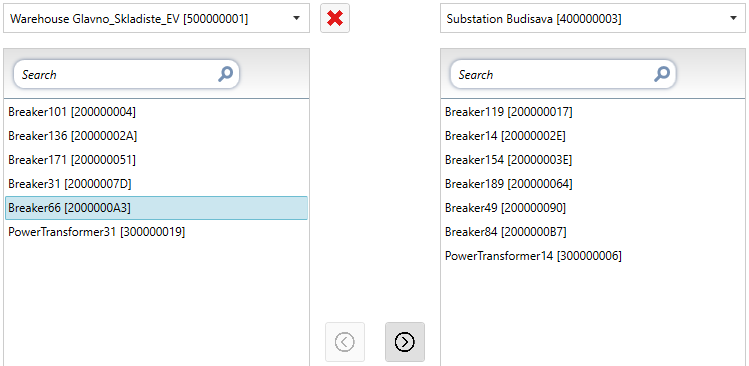 Warehouse Glavno_Skladiste_EV [500000001]
Search
Breaker101 [200000004]
Breaker136 [20000002A]
Breaker171 [200000051]
Breaker31 [20000007D]
Breaker66 [2000000A3]
PowerTransformer31 [300000019]
Substation Budisava [400000003]
Search
Breaker119 [200000017]
Breaker14 [20000002E]
Breaker154 [20000003E]
Breaker189 [200000064]
Breaker49 [200000090]
Breaker84 [2000000B7]
PowerTransformer14 [300000006]